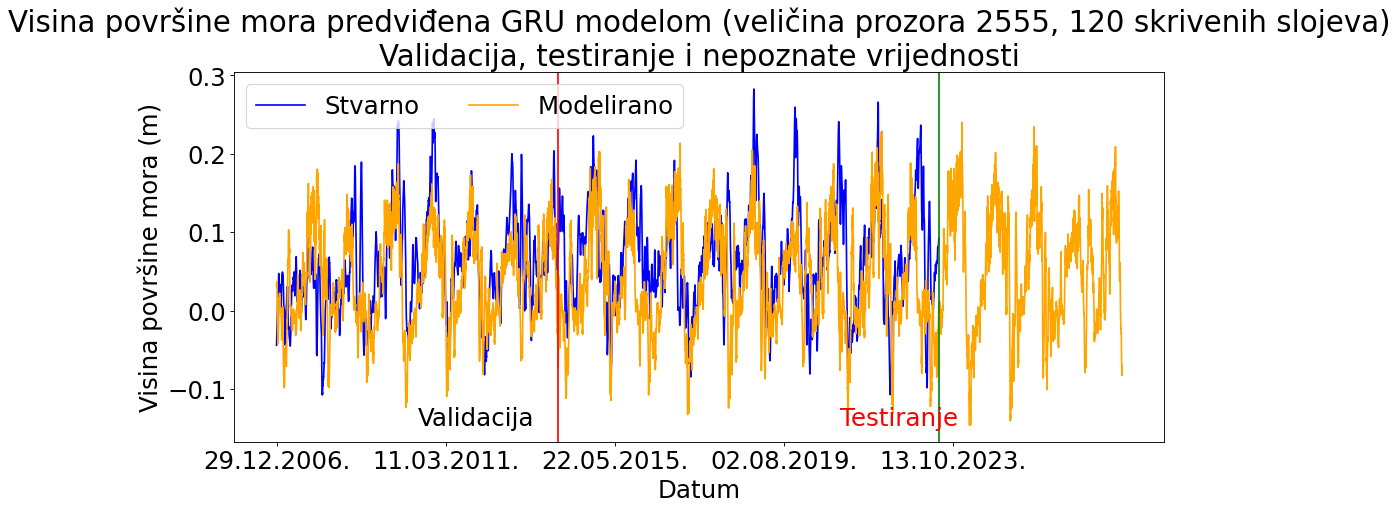 Visina površine mora predviđena GRU modelom (veličina prozora 2555, 120 skrivenih slojeva)
Validacija, testiranje i nepoznate vrijednosti
Stvarno
Modelirano
Visina površine mora (m)
0.3
0.2
0.1
0.0
−0.1
Validacija
Testiranje
29.12.2006.
11.03.2011.
22.05.2015.
02.08.2019.
13.10.2023.
Datum